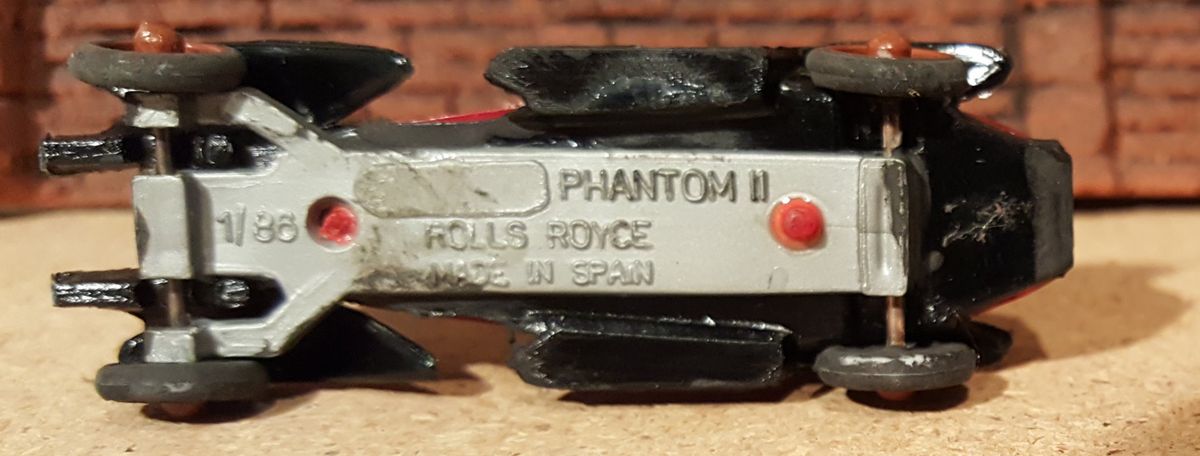 PHANTOM II
1/86
ROLLS ROYCE
MADE IN SPAIN